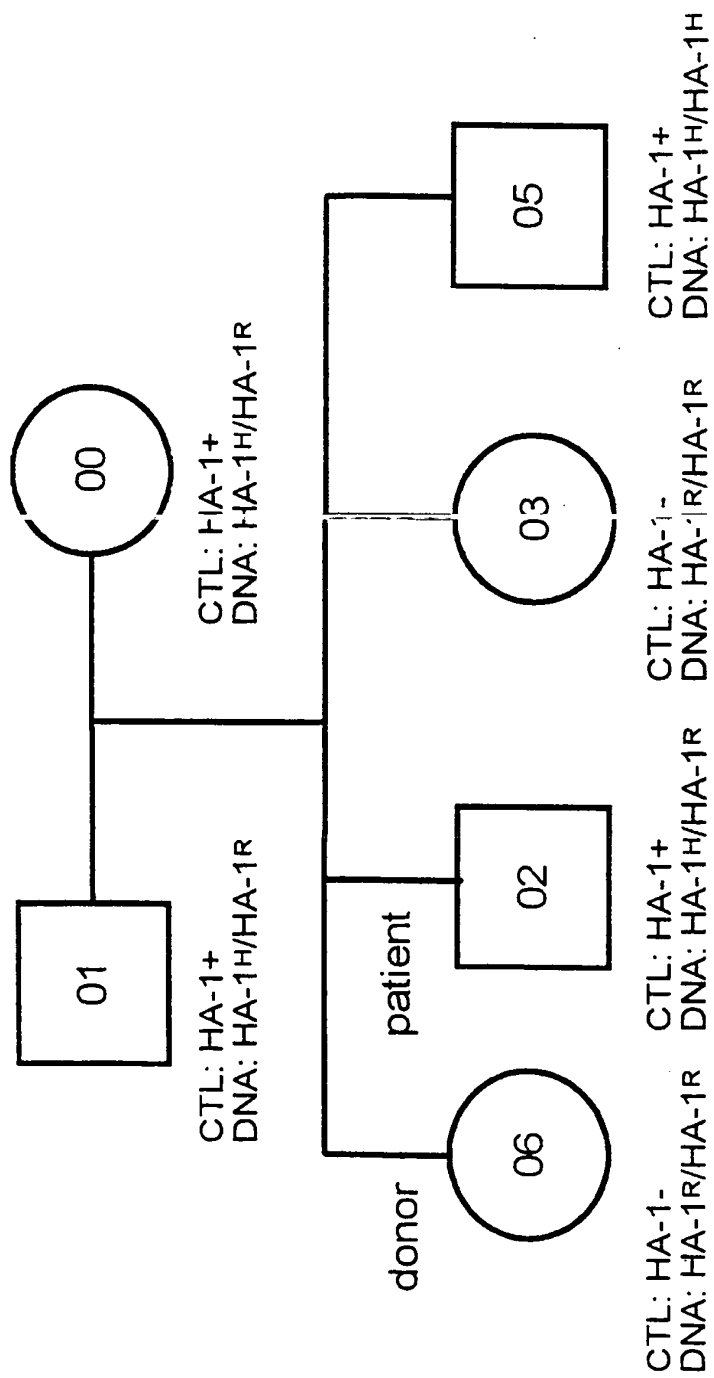 01
00
CTL: HA-1+
DNA: HA-1H/HA-1R
CTL: HA-1+
DNA: HA-1H/HA-1R
donor
patient
06
02
03
05
CTL: HA-1-
DNA: HA-1R/HA-1R
CTL: HA-1+
DNA: HA-1H/HA-1R
CTL: HA-1-
DNA: HA-1R/HA-1R
CTL: HA-1+
DNA: HA-1H/HA-1H